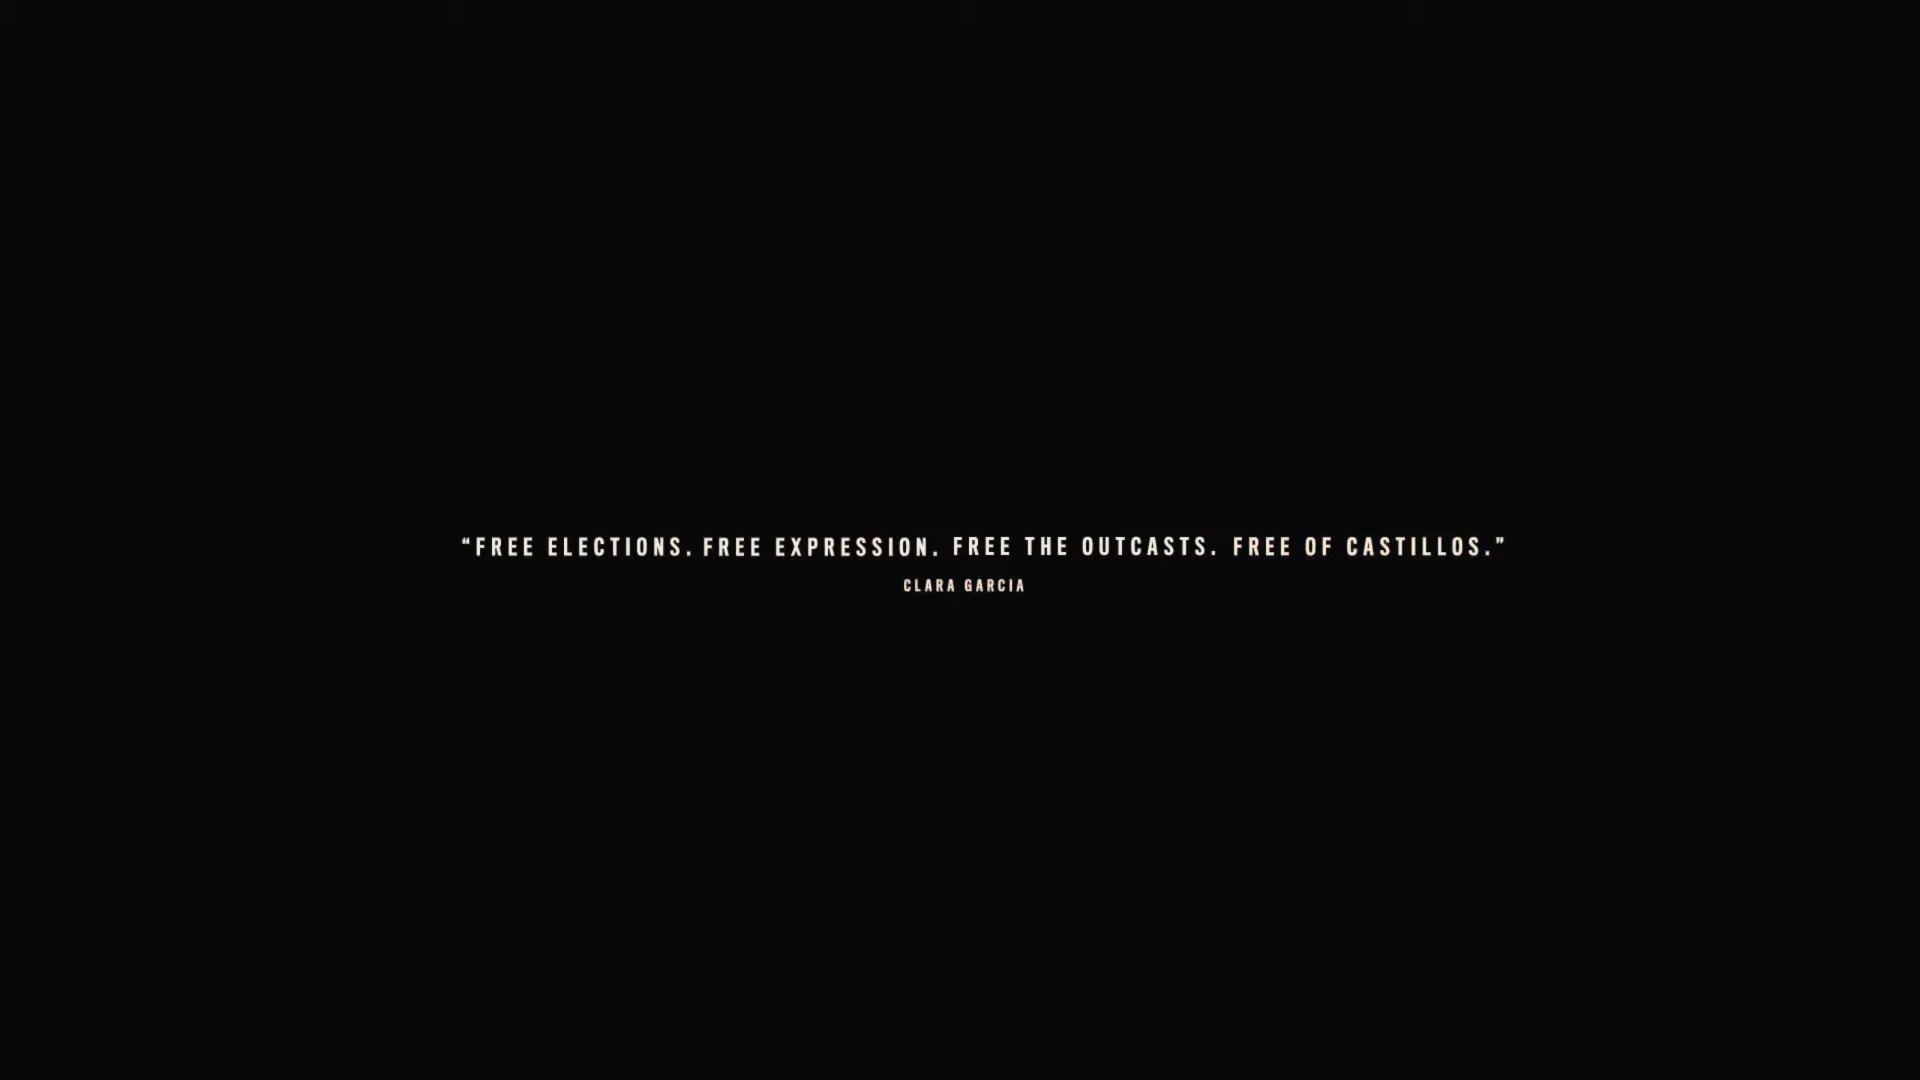 “FREE ELECTIONS. FREE EXPRESSION. FREE THE OUTCASTS. FREE OF CASTILLOS.”
CLARA GARCIA